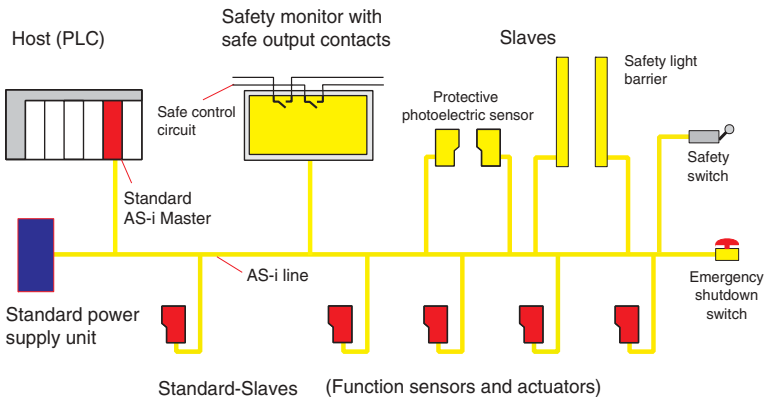 Host (PLC)
Safety monitor with
safe output contacts
Slaves
Safety light
barrier
Safe control
circuit
Protective
photoelectric sensor
Safety
switch
Standard
AS-i Master
AS-i line
Emergency
shutdown
switch
Standard power
supply unit
Standard-Slaves (Function sensors and actuators)